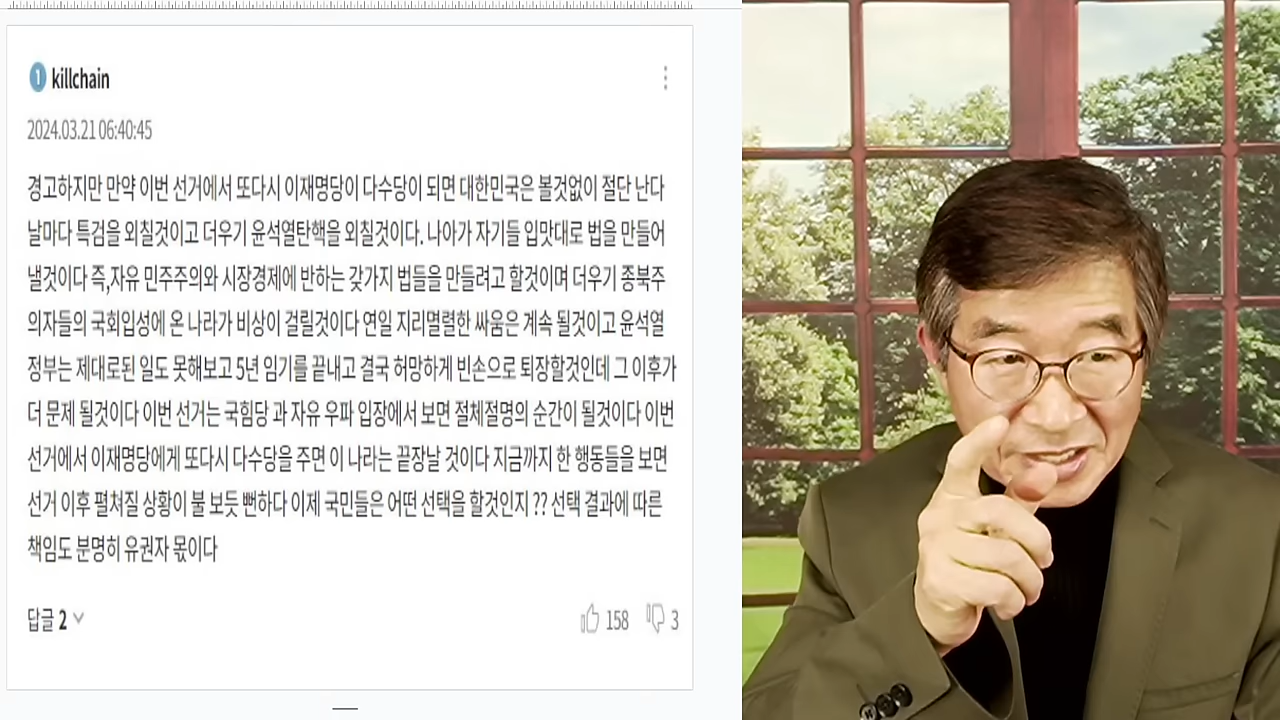 1 killchain
2024.03.21 06:40:45
경고하지만 만약 이번 선거에서 또다시 이재명당이 다수당이 되면 대한민국은 볼것없이 절단 난다
날마다 특검을 외칠것이고 더우기 윤석열탄핵을 외칠것이다. 나아가 자기들 입맛대로 법을 만들어
낼것이다 즉,자유 민주주의와 시장경제에 반하는 갖가지 법들을 만들려고 할것이며 더우기 종북주
의자들의 국회입성에 온 나라가 비상이 걸릴것이다 연일 지리멸렬한 싸움은 계속 될것이고 윤석열
정부는 제대로된 일도 못해보고 5년 임기를 끝내고 결국 허망하게 빈손으로 퇴장할것인데 그 이후가
더 문제 될것이다 이번 선거는 국힘당 과 자유 우파 입장에서 보면 절체절명의 순간이 될것이다 이번
선거에서 이재명당에게 또다시 다수당을 주면 이 나라는 끝장날 것이다 지금까지 한 행동들을 보면
선거 이후 펼쳐질 상황이 불 보듯 뻔하다 이제 국민들은 어떤 선택을 할것인지 ?? 선택 결과에 따른
책임도 분명히 유권자 몫이다
답글 2
158 3